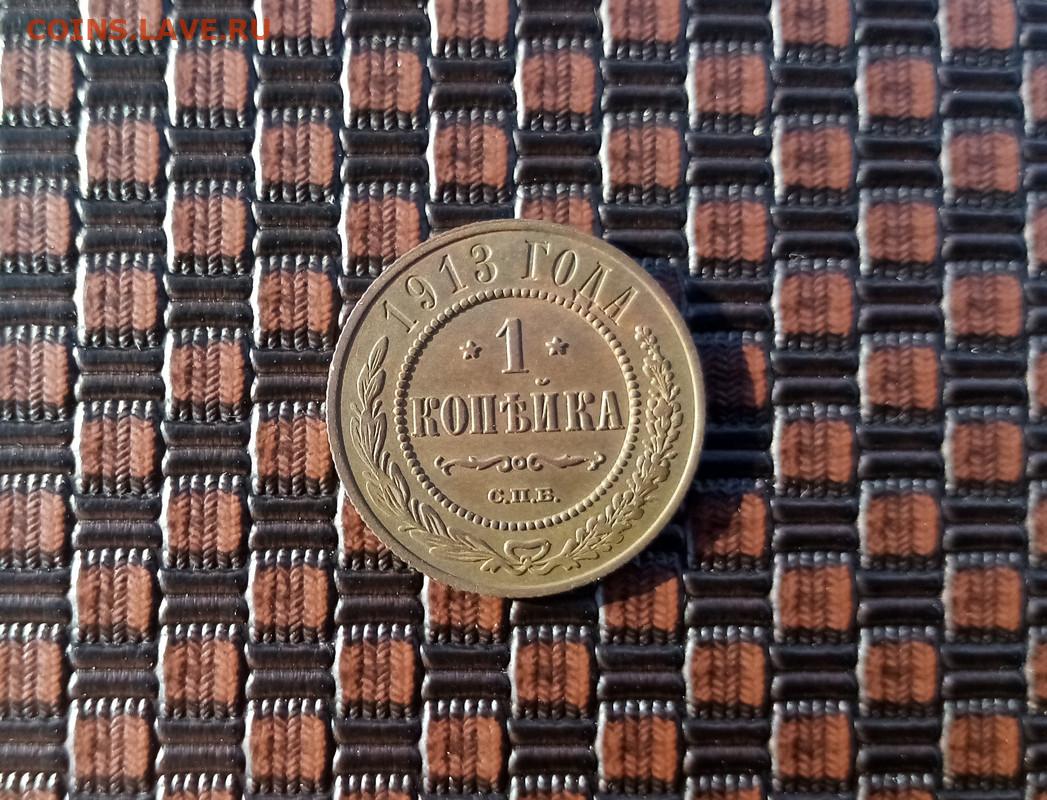 COINS.LAVE.RU
1913 ГОДА
* 1 *
КОПѢЙКА
С.П.Б.